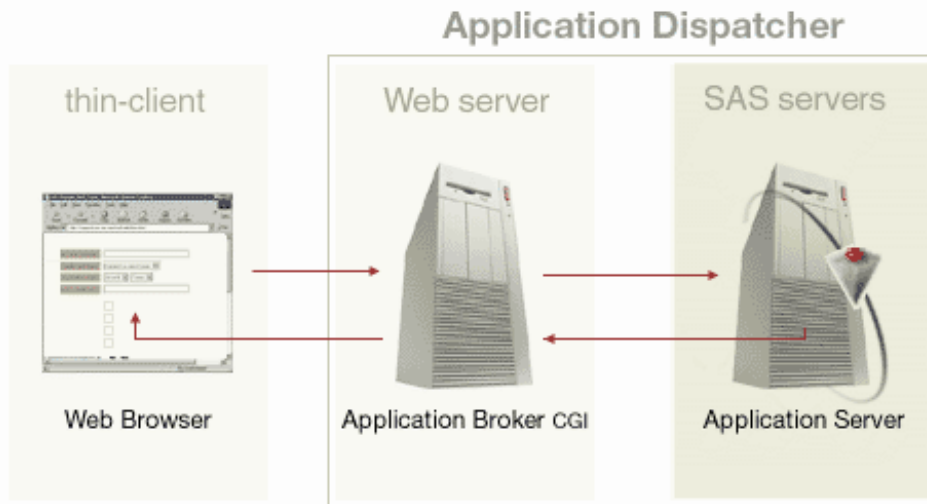 Application Dispatcher
thin-client
Web server
SAS servers
Web Browser
Application Broker CGI
Application Server